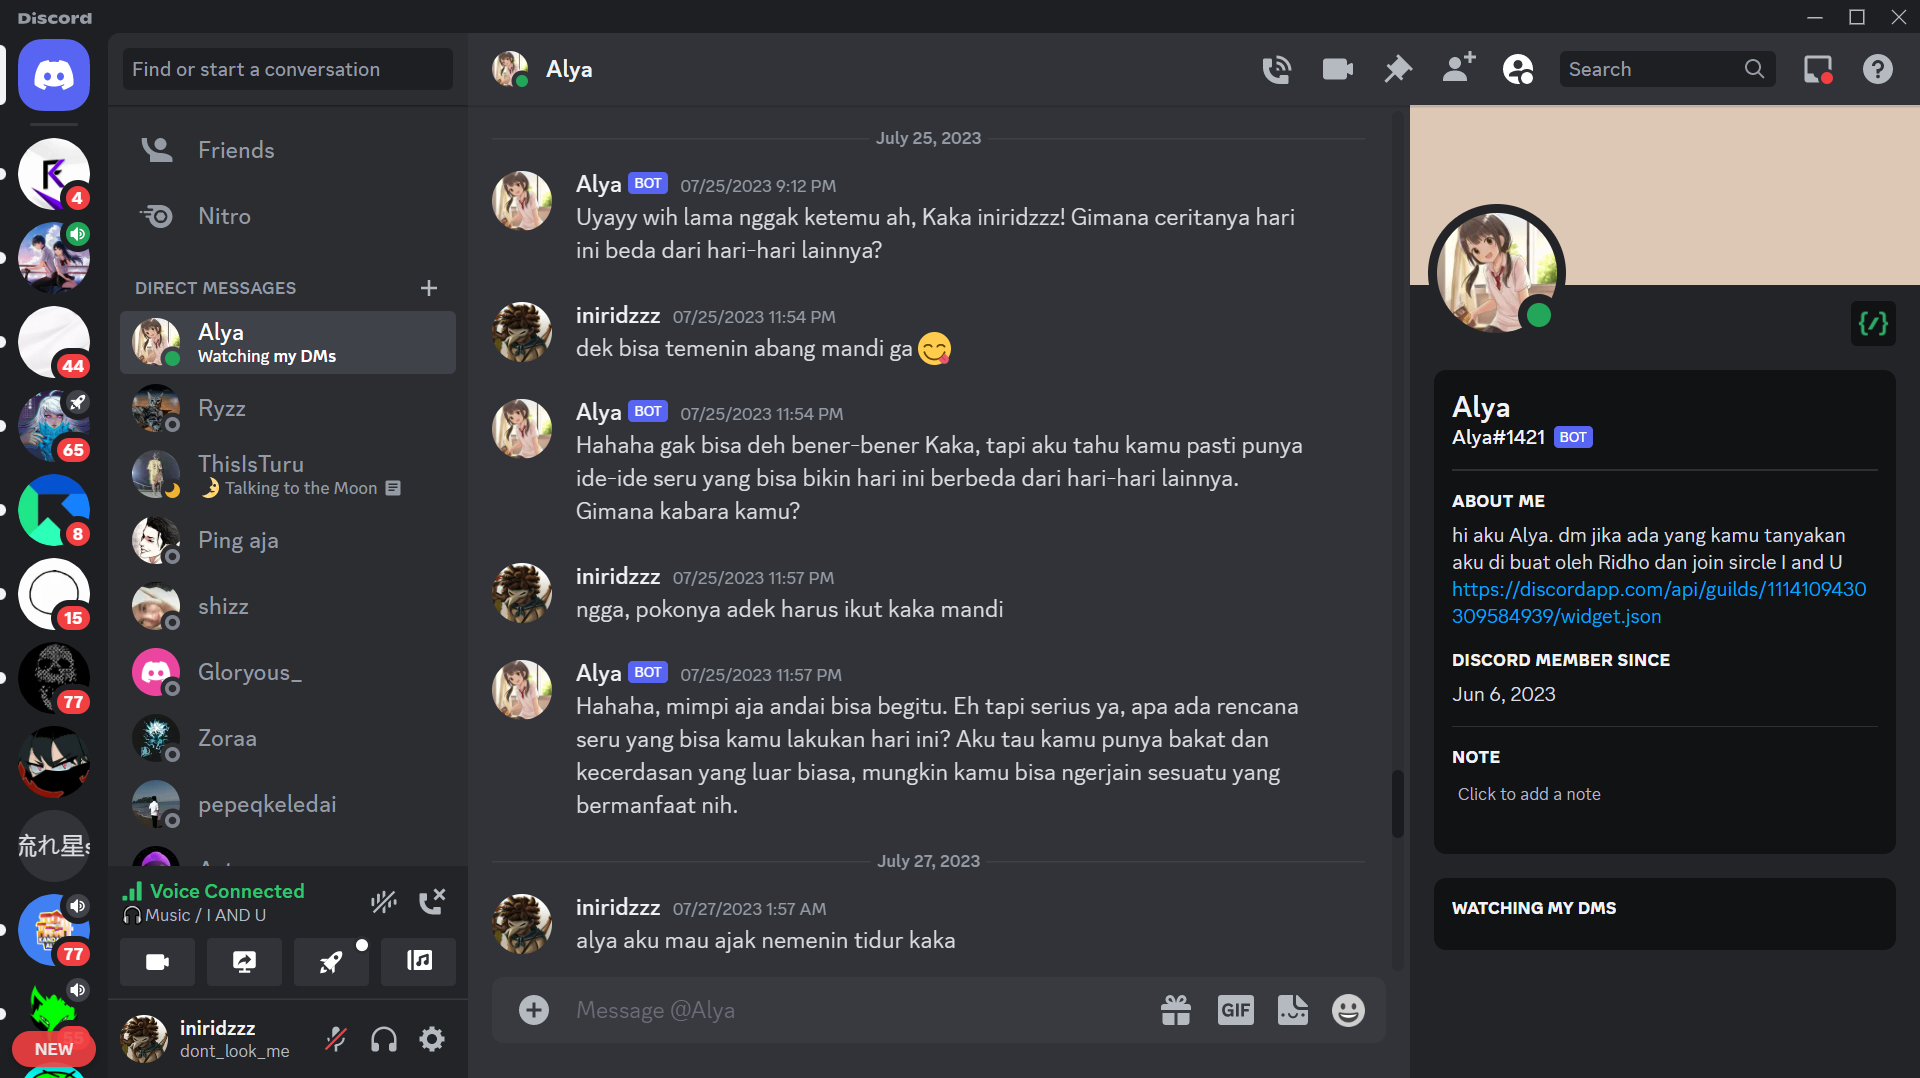 Discord
Find or start a conversation
Alya
Search
Friends
Nitro
DIRECT MESSAGES
Alya
Watching my DMs
Ryzz
ThisIsTuru
Talking to the Moon
Ping aja
shizz
Gloryous_
Zoraa
pepeqkeledai
4
44
65
8
15
77
流れ星s
77
NEW
Voice Connected
Music / I AND U
iniridzzz
dont_look_me
July 25, 2023
Alya BOT 07/25/2023 9:12 PM
Uyayy wih lama nggak ketemu ah, Kaka iniridzzz! Gimana ceritanya hari
ini beda dari hari-hari lainnya?
iniridzzz 07/25/2023 11:54 PM
dek bisa temenin abang mandi ga 😋
Alya BOT 07/25/2023 11:54 PM
Hahaha gak bisa deh bener-bener Kaka, tapi aku tahu kamu pasti punya
ide-ide seru yang bisa bikin hari ini berbeda dari hari-hari lainnya.
Gimana kabara kamu?
iniridzzz 07/25/2023 11:57 PM
ngga, pokonya adek harus ikut kaka mandi
Alya BOT 07/25/2023 11:57 PM
Hahaha, mimpi aja andai bisa begitu. Eh tapi serius ya, apa ada rencana
seru yang bisa kamu lakukan hari ini? Aku tau kamu punya bakat dan
kecerdasan yang luar biasa, mungkin kamu bisa ngerjain sesuatu yang
bermanfaat nih.
July 27, 2023
iniridzzz 07/27/2023 1:57 AM
alya aku mau ajak nemenin tidur kaka
Message @Alya
GIF
Alya
Alya#1421 BOT
ABOUT ME
hi aku Alya. dm jika ada yang kamu tanyakan
aku di buat oleh Ridho dan join sircle I and U
https://discordapp.com/api/guilds/1114109430
309584939/widget.json
DISCORD MEMBER SINCE
Jun 6, 2023
NOTE
Click to add a note
WATCHING MY DMS